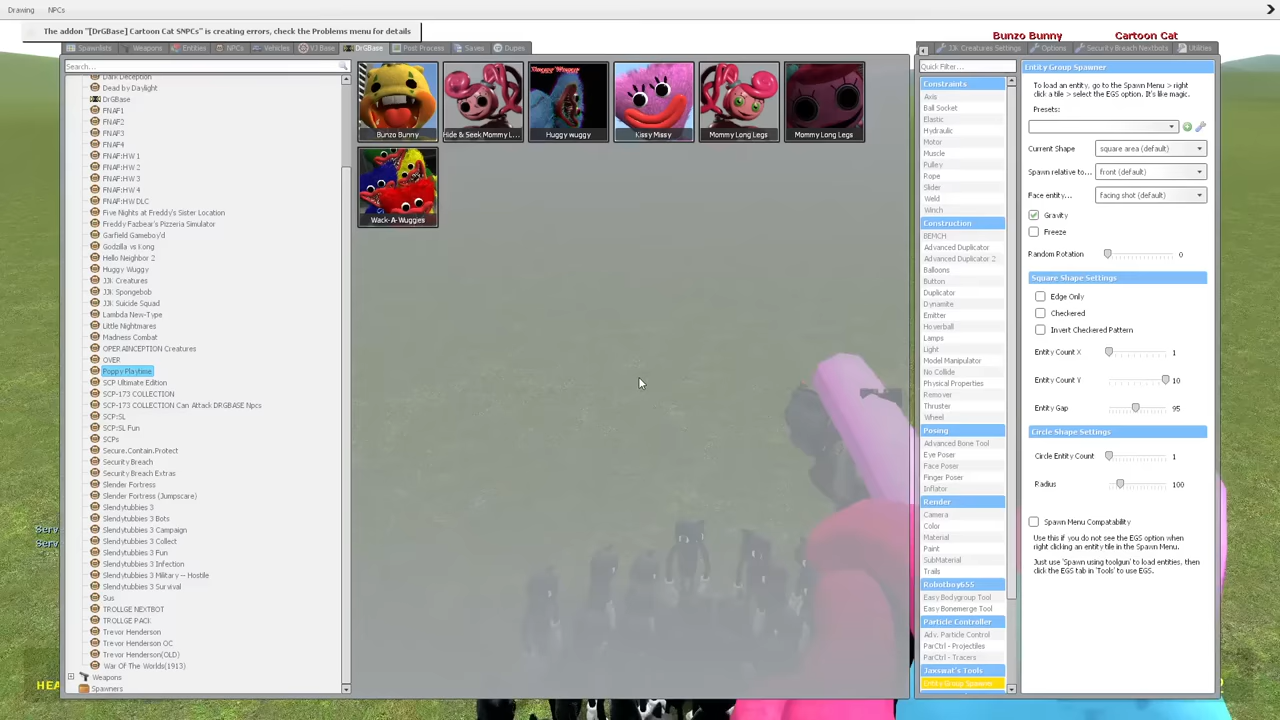 Drawing NPCs
The addon "[DrGBase] Cartoon Cat SNPCs" is creating errors, check the Problems menu for details
Bunzo Bunny Cartoon Cat
Spawnlists Weapons Entities NPCs Vehicles VJ Base DrGBase Post Process Saves Dupes
JJK Creatures Settings Options Security Breach Nextbots Utilities
Search...
Dark Deception
Dead by Daylight
DrGBase
FNAF1
FNAF2
FNAF3
FNAF4
FNAF:HW 1
FNAF:HW 2
FNAF:HW 3
FNAF:HW 4
FNAF:HW DLC
Five Nights at Freddy's Sister Location
Freddy Fazbear's Pizzeria Simulator
Garfield Gameboy'd
Godzilla vs Kong
Hello Neighbor 2
Huggy Wuggy
JJK Creatures
JJK Spongebob
JJK Suicide Squad
Lambda New-Type
Little Nightmares
Madness Combat
OPERAINCEPTION Creatures
OVER
Poppy Playtime
SCP Ultimate Edition
SCP-173 COLLECTION
SCP-173 COLLECTION Can Attack DRGBASE Npcs
SCP:SL
SCP:SL Fun
SCPs
Secure.Contain.Protect
Security Breach
Security Breach Extras
Slender Fortress
Slender Fortress (Jumpscare)
Slendytubbies 3
Slendytubbies 3 Bots
Slendytubbies 3 Campaign
Slendytubbies 3 Collect
Slendytubbies 3 Fun
Slendytubbies 3 Infection
Slendytubbies 3 Military -- Hostile
Slendytubbies 3 Survival
Sus
TROLLGE NEXTBOT
TROLLGE PACK
Trevor Henderson
Trevor Henderson OC
Trevor Henderson(OLD)
War Of The Worlds(1913)
Weapons
Spawners
Bunzo Bunny
Hide & Seek Mommy L...
Huggy Wuggy
Huggy wuggy
Kissy Missy
Mommy Long Legs
Mommy Long Legs
Wack-A-Wuggies
Quick Filter...
Constraints
Axis
Ball Socket
Elastic
Hydraulic
Motor
Muscle
Pulley
Rope
Slider
Weld
Winch
Construction
BEMCH
Advanced Duplicator
Advanced Duplicator 2
Balloons
Button
Duplicator
Dynamite
Emitter
Hoverball
Lamps
Light
Model Manipulator
No Collide
Physical Properties
Remover
Thruster
Wheel
Posing
Advanced Bone Tool
Eye Poser
Face Poser
Finger Poser
Inflator
Render
Camera
Color
Material
Paint
SubMaterial
Trails
Robotboy655
Easy Bodygroup Tool
Easy Bonemerge Tool
Particle Controller
Adv. Particle Control
ParCtrl - Projectiles
ParCtrl - Tracers
Jaxsmat's Tools
Entity Group Spawner
Entity Group Spawner
To load an entity, go to the Spawn Menu > right
click a tile > select the EGS option. It's like magic.
Presets:
Current Shape square area (default)
Spawn relative to... front (default)
Face entity... facing shot (default)
Gravity
Freeze
Random Rotation 0
Square Shape Settings
Edge Only
Checkered
Invert Checkered Pattern
Entity Count X 1
Entity Count Y 10
Entity Gap 95
Circle Shape Settings
Circle Entity Count 1
Radius 100
Spawn Menu Compatability
Use this if you do not see the EGS option when
right clicking an entity tile in the Spawn Menu.
Just use 'Spawn using toolgun' to load entities, then
click the EGS tab in 'Tools' to use EGS.